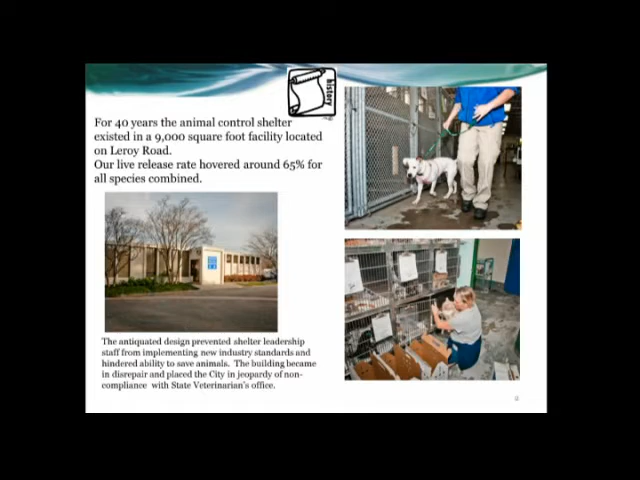 history
For 40 years the animal control shelter
existed in a 9,000 square foot facility located
on Leroy Road.
Our live release rate hovered around 65% for
all species combined.
The antiquated design prevented shelter leadership
staff from implementing new industry standards and
hindered ability to save animals. The building became
in disrepair and placed the City in jeopardy of non-
compliance with State Veterinarian's office.